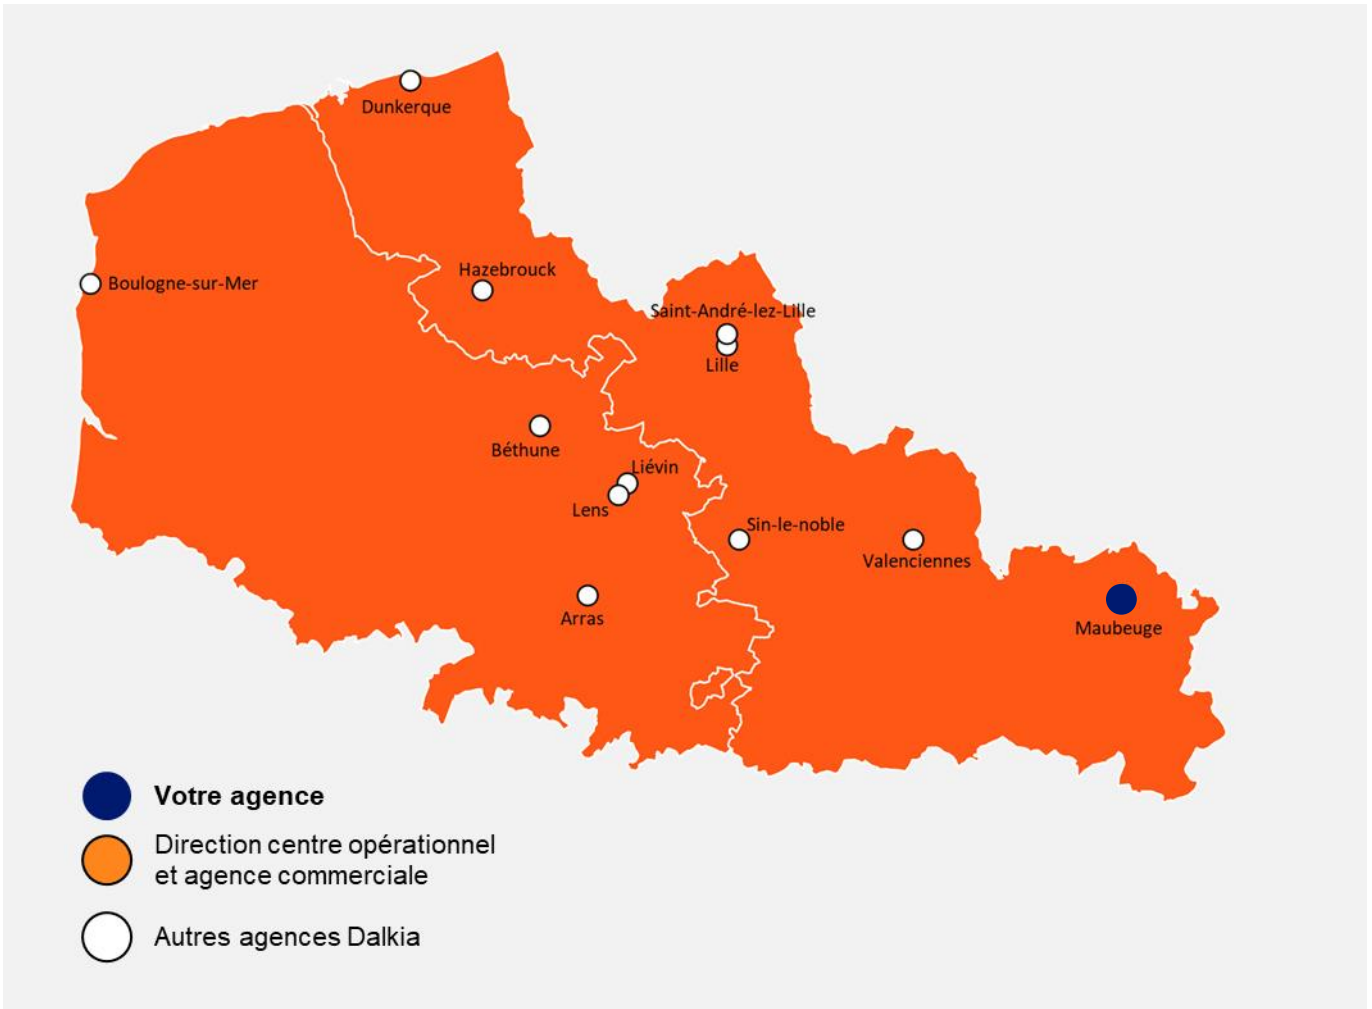 Dunkerque
Boulogne-sur-Mer
Hazebrouck
Saint-André-lez-Lille
Lille
Béthune
Liévin
Lens
Sin-le-noble
Valenciennes
Arras
Maubeuge
Votre agence
Direction centre opérationnel
et agence commerciale
Autres agences Dalkia